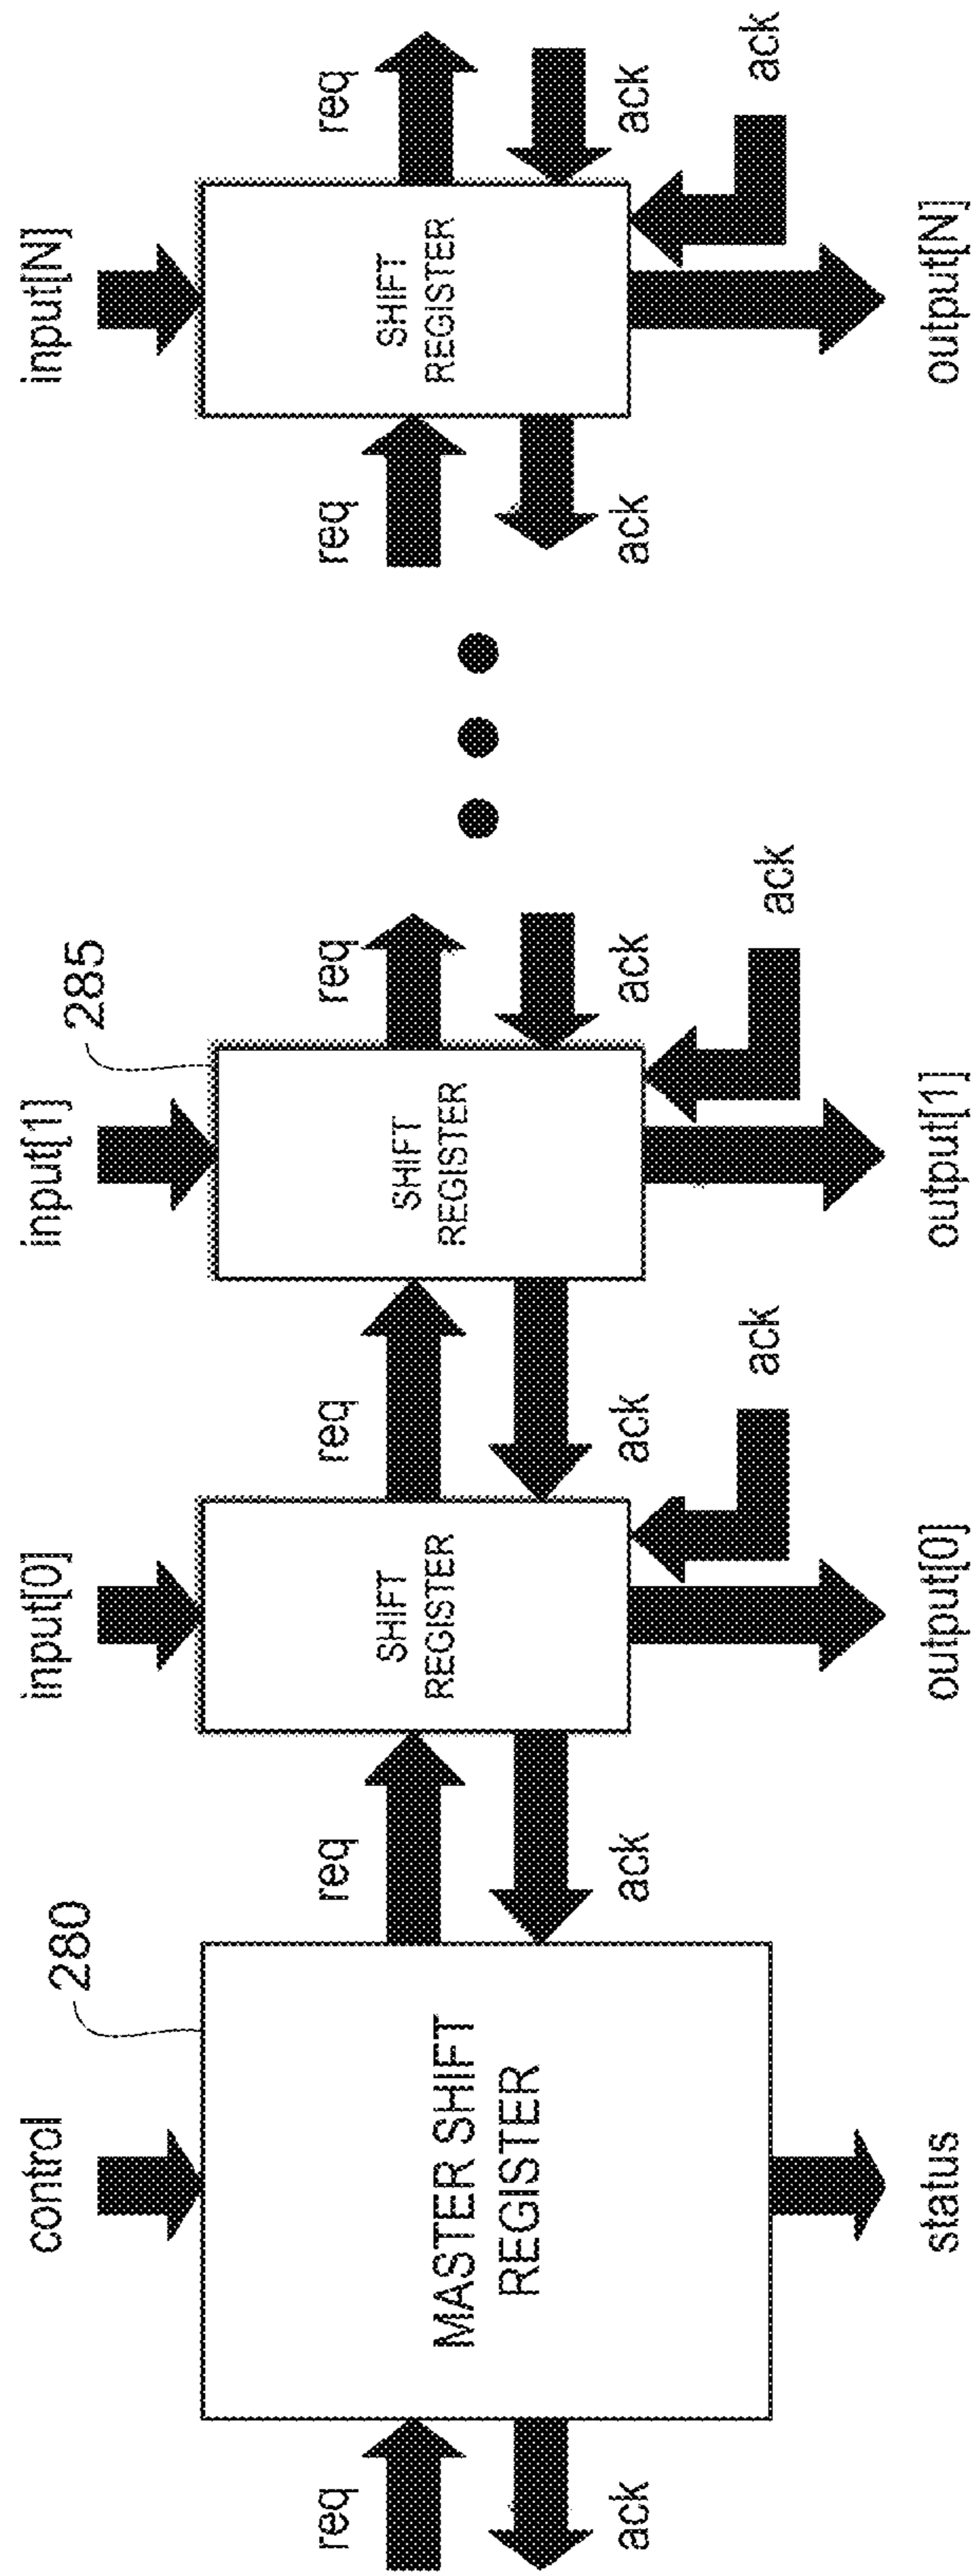 control
input[0]
input[1]
input[N]
280
285
req
req
req
req
req
req
MASTER SHIFT
REGISTER
SHIFT
REGISTER
SHIFT
REGISTER
SHIFT
REGISTER
ack
ack
ack
ack
ack
ack
ack
ack
ack
status
output[0]
output[1]
output[N]